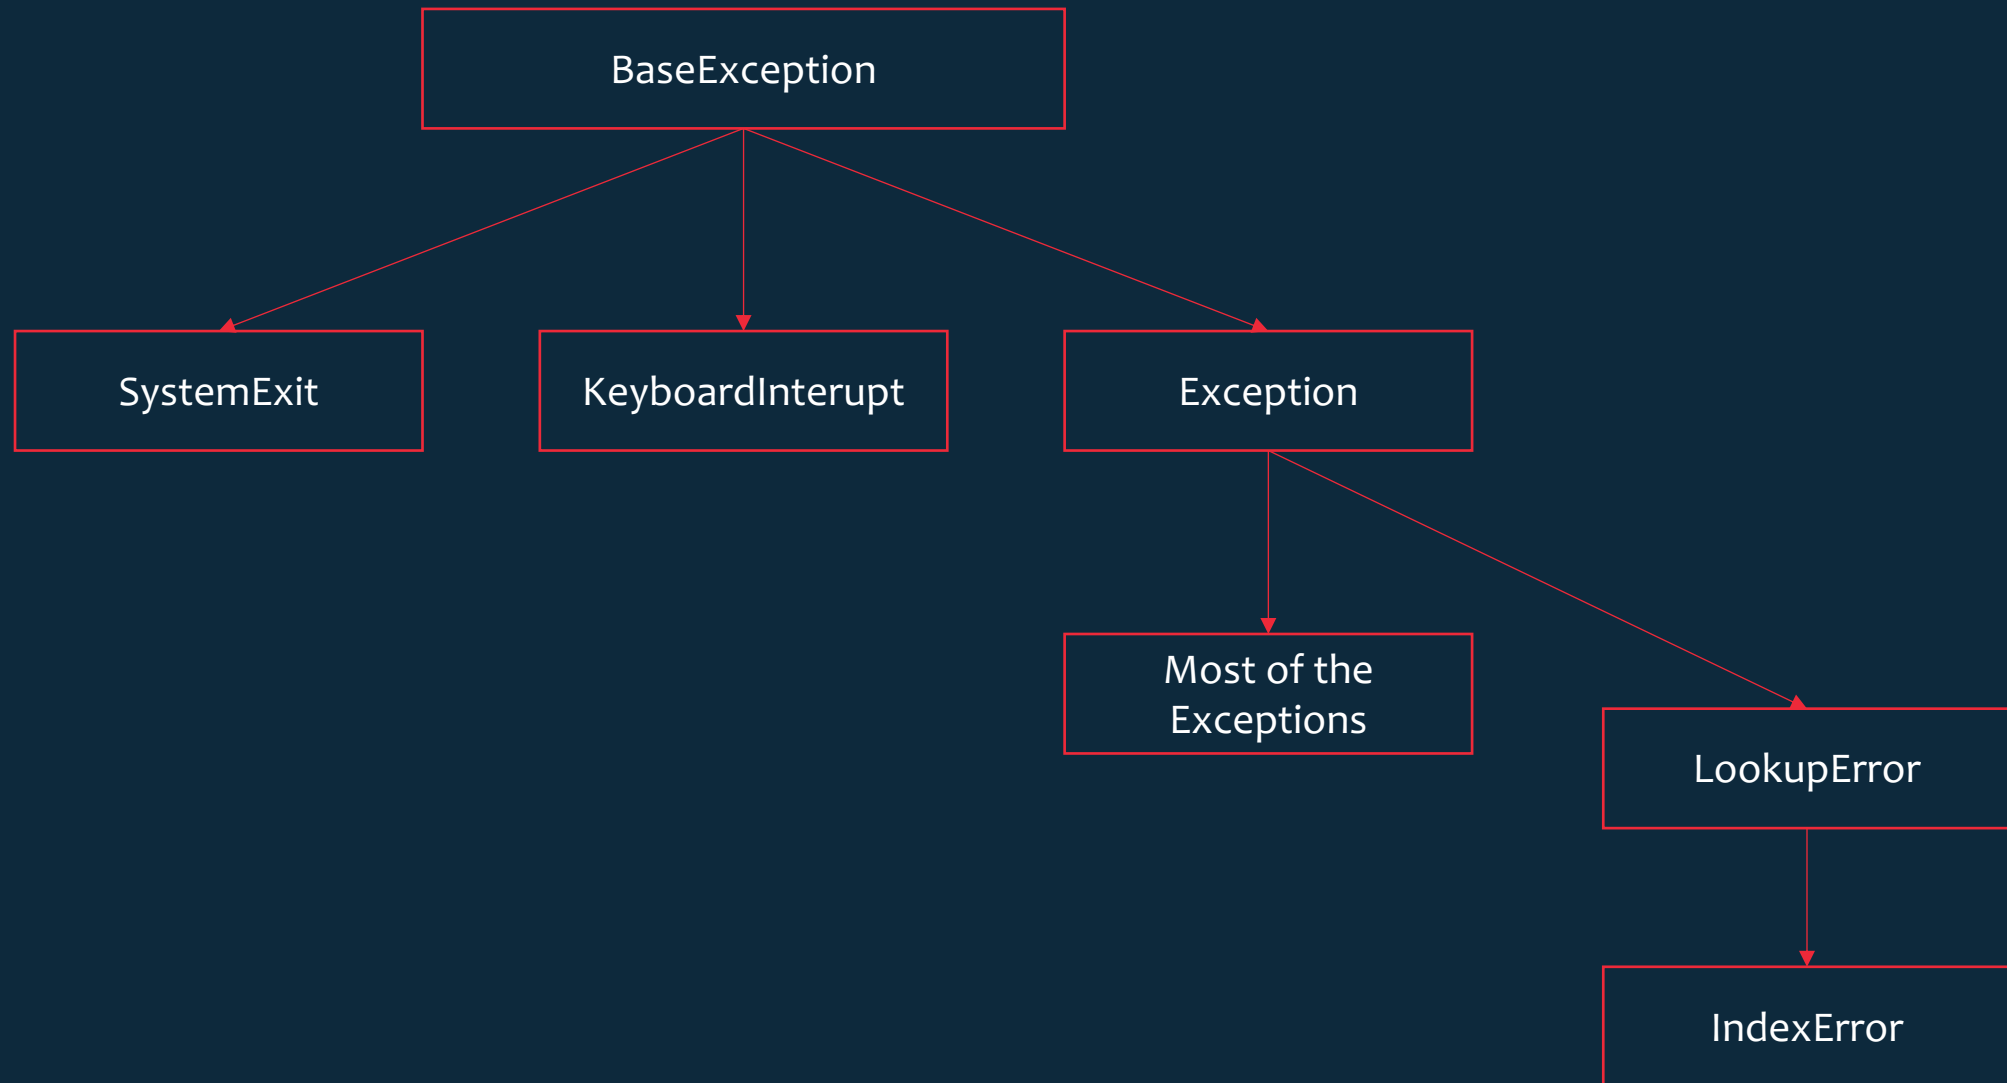 BaseException
SystemExit
KeyboardInterupt
Exception
Most of the
Exceptions
LookupError
IndexError